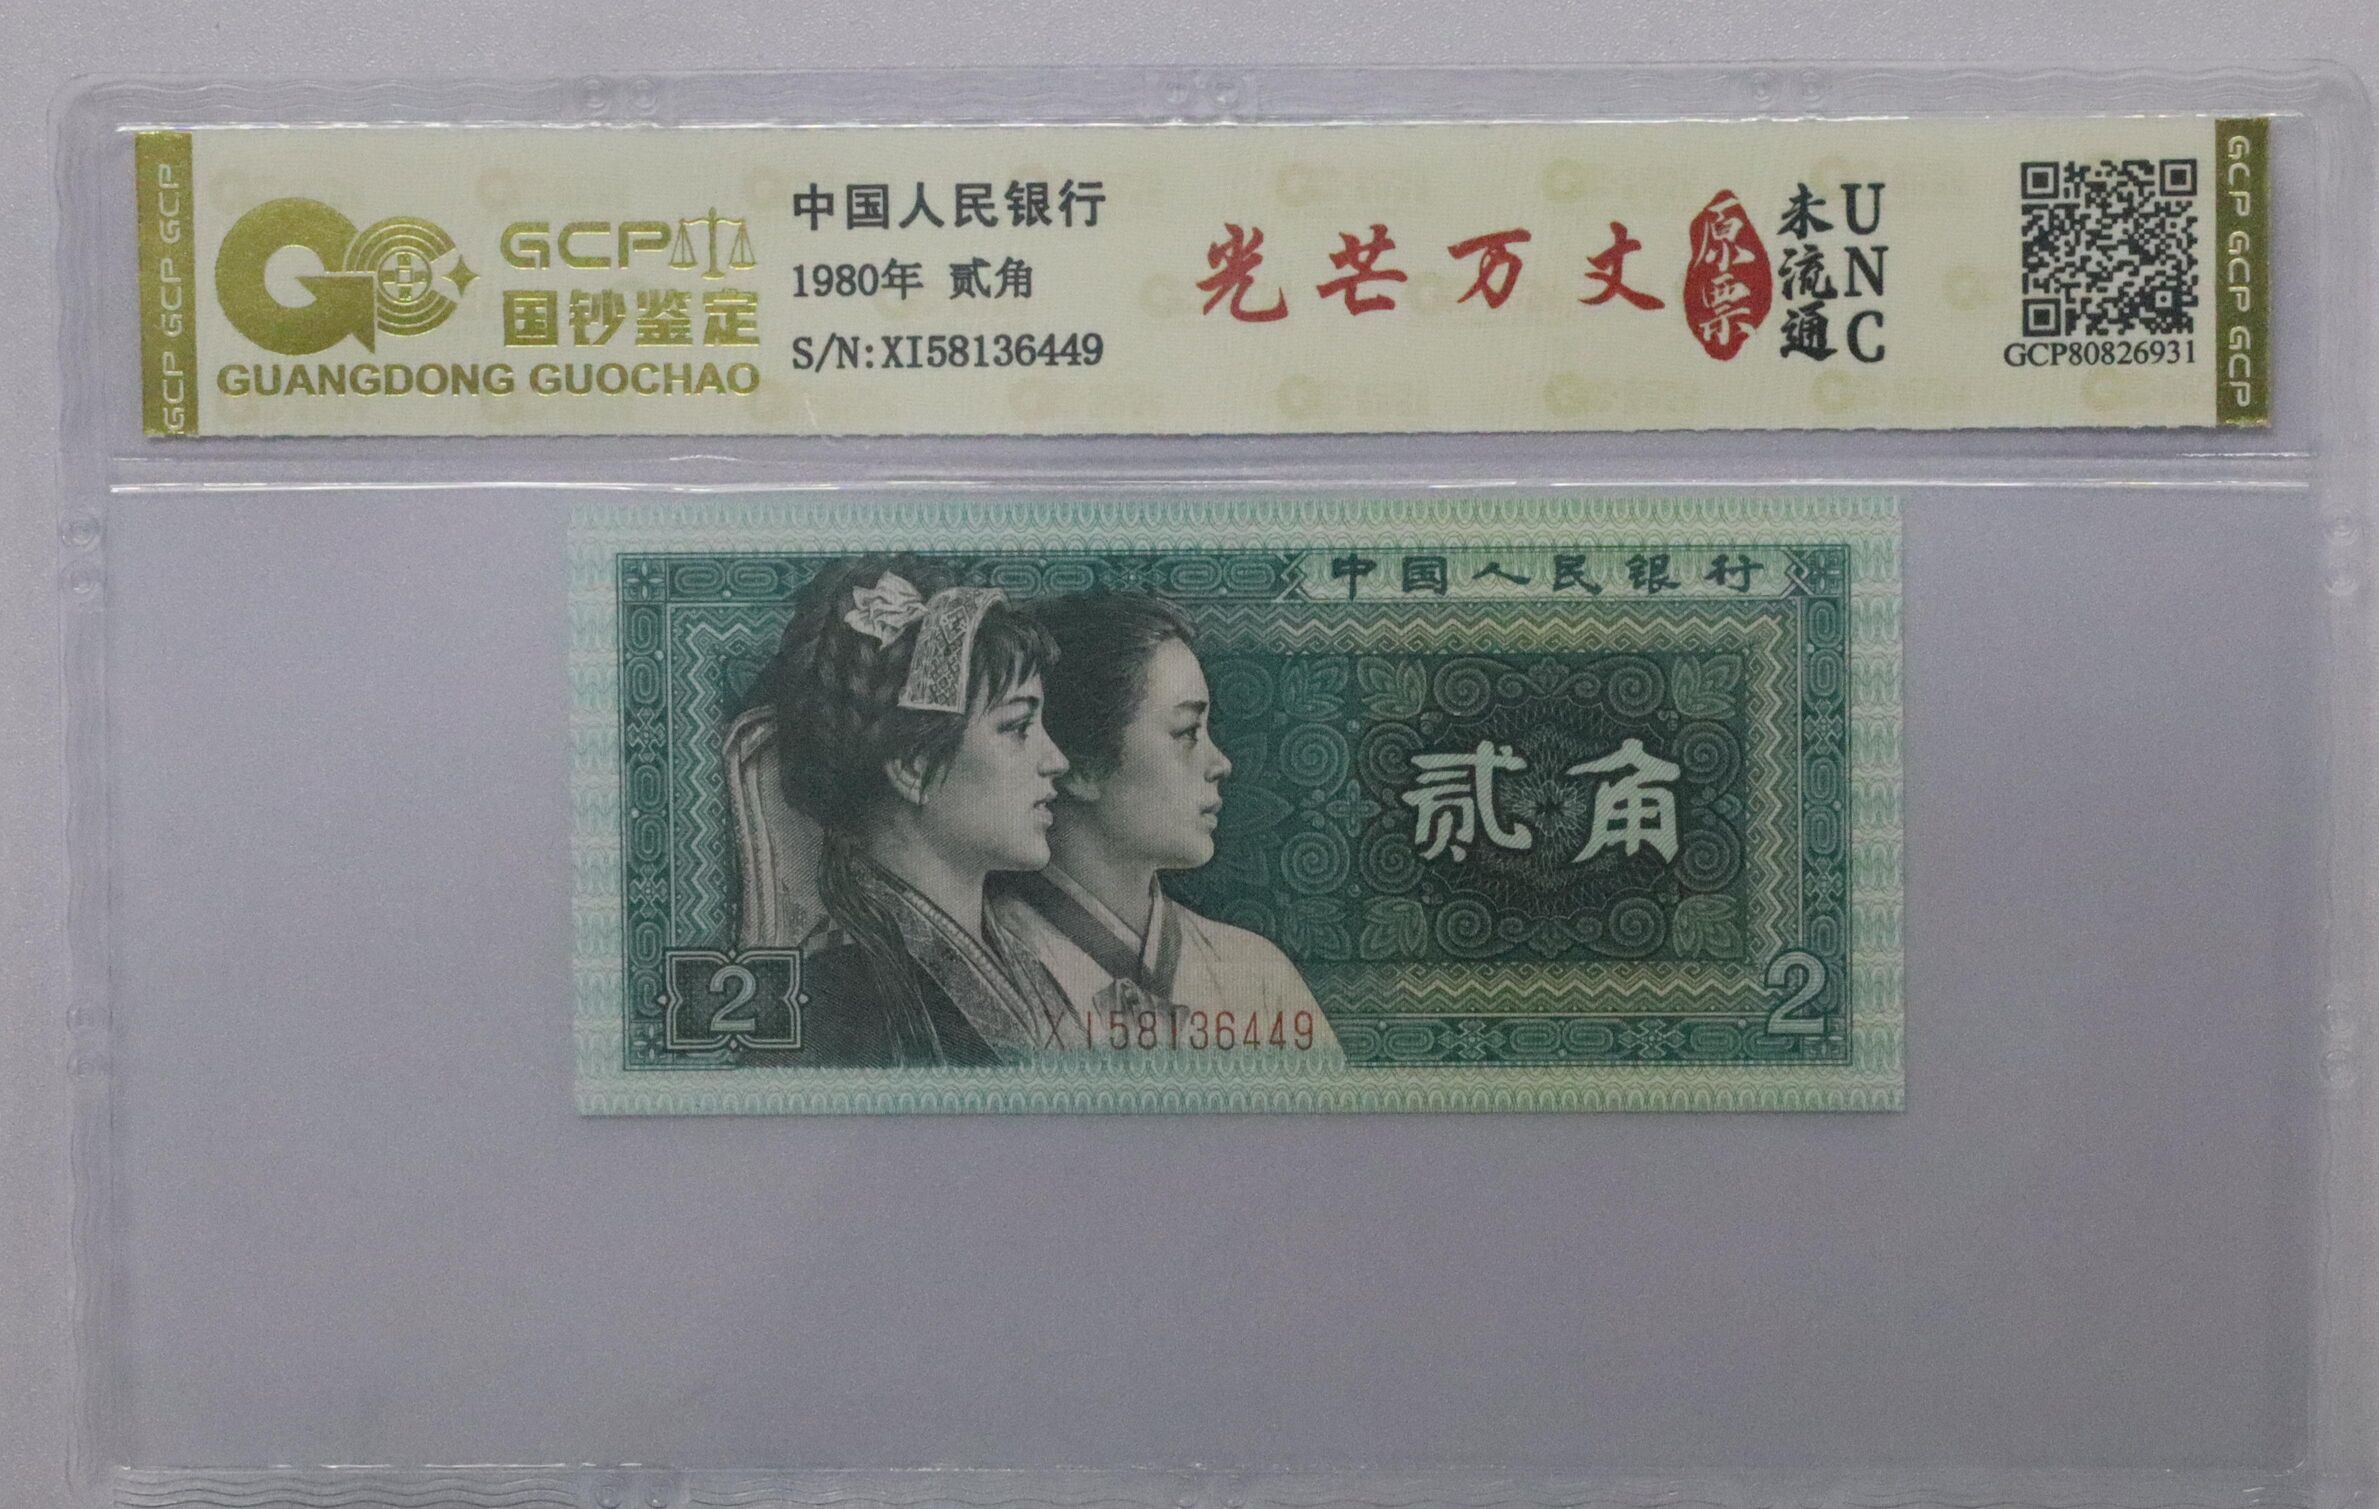 GCP GCP GCP
GCP
国钞鉴定
GUANGDONG GUOCHAO
中国人民银行
1980年 贰角
S/N:XI58136449
光芒万丈
原票
未流通
UNC
GCP80826931
GCP GCP GCP
中国人民银行
贰角
2
2
XI58136449